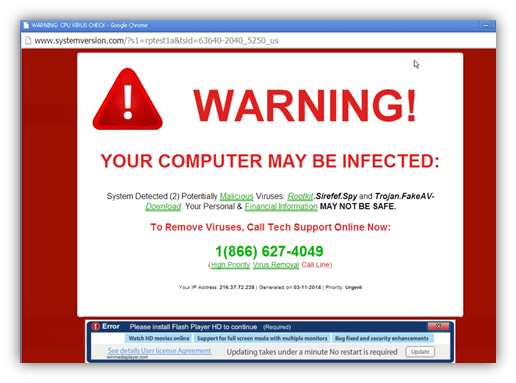 WARNING: CPU VIRUS CHECK - Google Chrome
www.systemversion.com/?s1=rptest1a&tsid=63640-2040_5250_us
WARNING!
YOUR COMPUTER MAY BE INFECTED:
System Detected (2) Potentially Malicious Viruses: Rootkit.Sirefef.Spy and Trojan.FakeAV-
Download. Your Personal & Financial Information MAY NOT BE SAFE.
To Remove Viruses, Call Tech Support Online Now:
1(866) 627-4049
(High Priority Virus Removal Call Line)
Your IP Address: 216.37.72.238 | Generated on 03-11-2014 | Priority: Urgent
Error Please install Flash Player HD to continue (Required)
Watch HD movies online Support for full screen mode with multiple monitors Bug fixed and security enhancements
See details User license Agreement Updating takes under a minute No restart is required Update
winmediaplayer.com